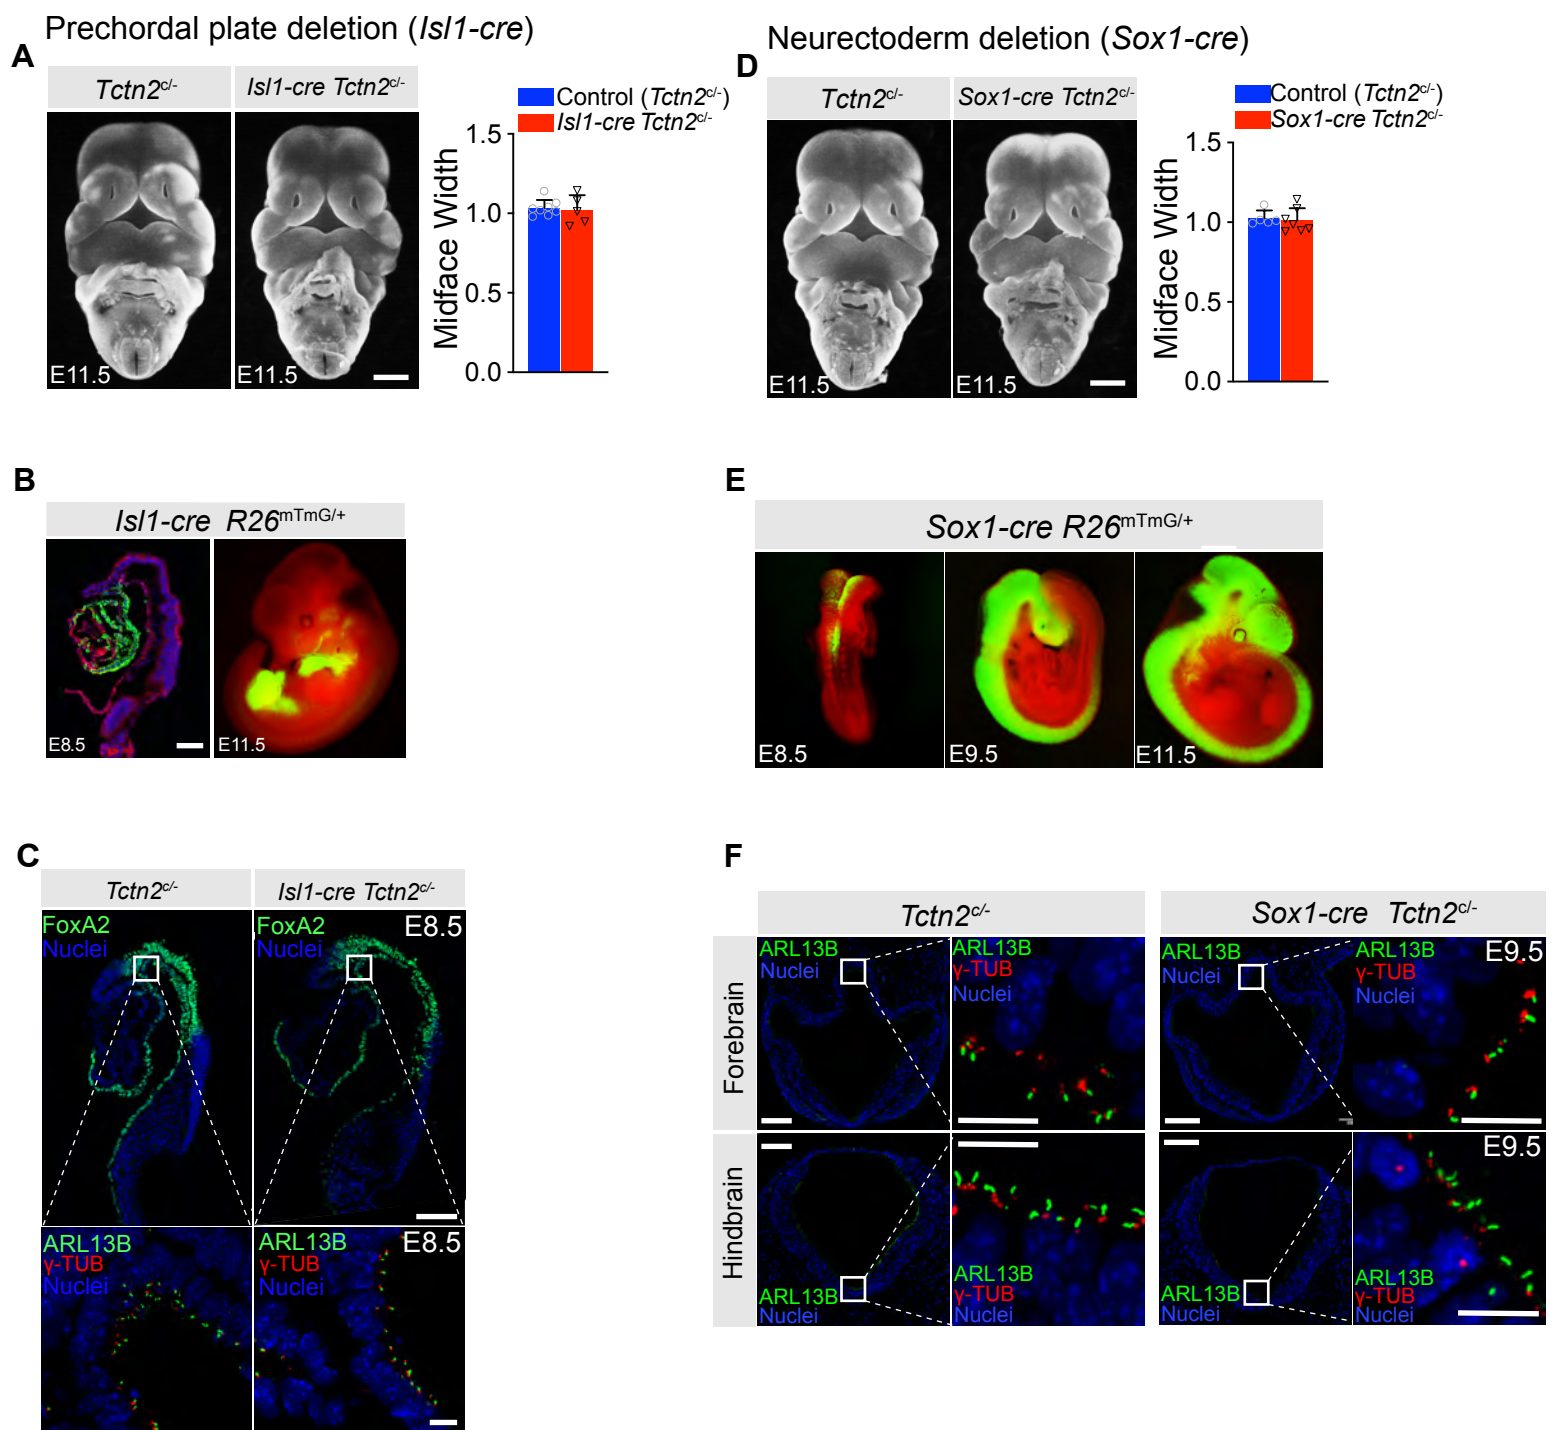 Prechordal plate deletion (Isl1-cre)
A
Tctn2c/-
Isl1-cre Tctn2c/-
E11.5
E11.5
Control (Tctn2c/-)
Isl1-cre Tctn2c/-
Midface Width
1.5
1.0
0.5
0.0
Neurectoderm deletion (Sox1-cre)
D
Tctn2c/-
Sox1-cre Tctn2c/-
E11.5
E11.5
Control (Tctn2c/-)
Sox1-cre Tctn2c/-
Midface Width
1.5
1.0
0.5
0.0
B
Isl1-cre R26mTmG/+
E8.5
E11.5
E
Sox1-cre R26mTmG/+
E8.5
E9.5
E11.5
C
Tctn2c/-
Isl1-cre Tctn2c/-
FoxA2
Nuclei
FoxA2
Nuclei
E8.5
ARL13B
γ-TUB
Nuclei
ARL13B
γ-TUB
Nuclei
E8.5
F
Tctn2c/-
Sox1-cre Tctn2c/-
Forebrain
ARL13B
Nuclei
ARL13B
γ-TUB
Nuclei
ARL13B
Nuclei
ARL13B
γ-TUB
Nuclei
E9.5
Hindbrain
ARL13B
Nuclei
ARL13B
γ-TUB
Nuclei
ARL13B
Nuclei
ARL13B
γ-TUB
Nuclei
E9.5